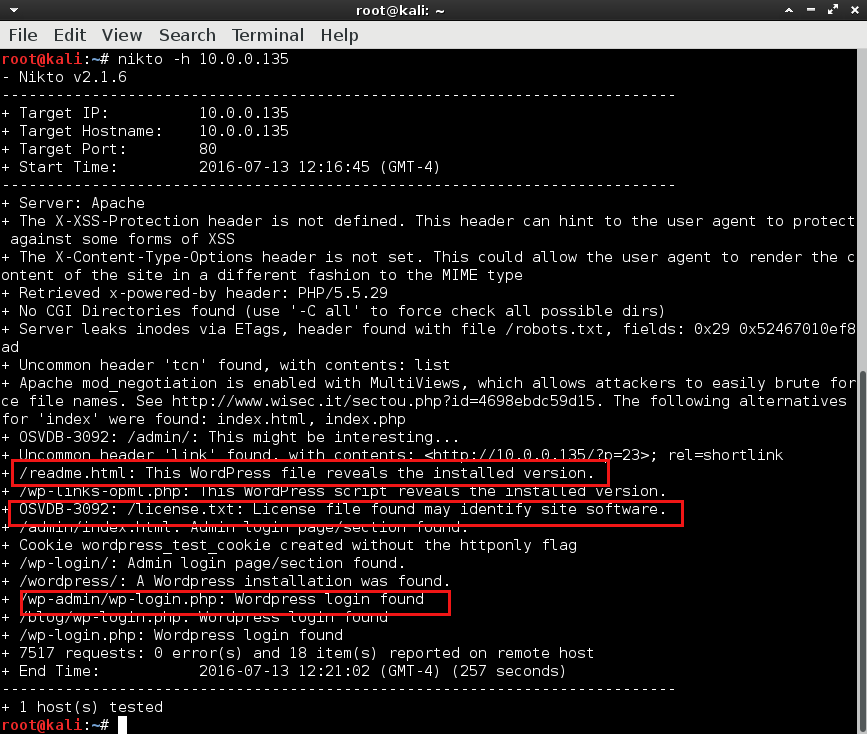 root@kali: ~
File Edit View Search Terminal Help
root@kali:~# nikto -h 10.0.0.135
- Nikto v2.1.6
---------------------------------------------------------------------------
+ Target IP:          10.0.0.135
+ Target Hostname:    10.0.0.135
+ Target Port:        80
+ Start Time:         2016-07-13 12:16:45 (GMT-4)
---------------------------------------------------------------------------
+ Server: Apache
+ The X-XSS-Protection header is not defined. This header can hint to the user agent to protect
 against some forms of XSS
+ The X-Content-Type-Options header is not set. This could allow the user agent to render the c
ontent of the site in a different fashion to the MIME type
+ Retrieved x-powered-by header: PHP/5.5.29
+ No CGI Directories found (use '-C all' to force check all possible dirs)
+ Server leaks inodes via ETags, header found with file /robots.txt, fields: 0x29 0x52467010ef8
ad
+ Uncommon header 'tcn' found, with contents: list
+ Apache mod_negotiation is enabled with MultiViews, which allows attackers to easily brute for
ce file names. See http://www.wisec.it/sectou.php?id=4698ebdc59d15. The following alternatives
for 'index' were found: index.html, index.php
+ OSVDB-3092: /admin/: This might be interesting...
+ Uncommon header 'link' found, with contents: <http://10.0.0.135/?p=23>; rel=shortlink
+ /readme.html: This WordPress file reveals the installed version.
+ /wp-links-opml.php: This WordPress script reveals the installed version.
+ OSVDB-3092: /license.txt: License file found may identify site software.
+ /admin/index.html: Admin login page/section found.
+ Cookie wordpress_test_cookie created without the httponly flag
+ /wp-login/: Admin login page/section found.
+ /wordpress/: A Wordpress installation was found.
+ /wp-admin/wp-login.php: Wordpress login found
+ /blog/wp-login.php: Wordpress login found
+ /wp-login.php: Wordpress login found
+ 7517 requests: 0 error(s) and 18 item(s) reported on remote host
+ End Time:           2016-07-13 12:21:02 (GMT-4) (257 seconds)
---------------------------------------------------------------------------
+ 1 host(s) tested
root@kali:~#